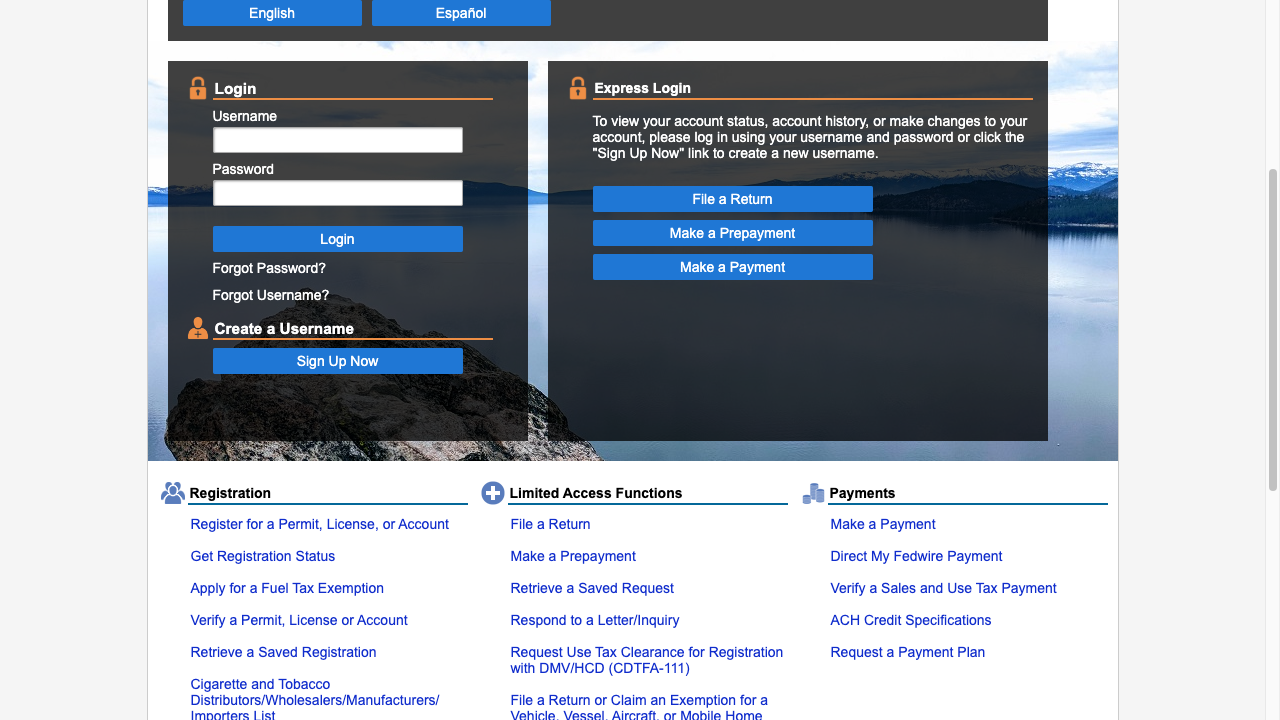 English
Español
Login
Username
Password
Login
Forgot Password?
Forgot Username?
Create a Username
Sign Up Now
Express Login
To view your account status, account history, or make changes to your
account, please log in using your username and password or click the
"Sign Up Now" link to create a new username.
File a Return
Make a Prepayment
Make a Payment
Registration
Register for a Permit, License, or Account
Get Registration Status
Apply for a Fuel Tax Exemption
Verify a Permit, License or Account
Retrieve a Saved Registration
Cigarette and Tobacco
Distributors/Wholesalers/Manufacturers/
Importers List
Limited Access Functions
File a Return
Make a Prepayment
Retrieve a Saved Request
Respond to a Letter/Inquiry
Request Use Tax Clearance for Registration
with DMV/HCD (CDTFA-111)
File a Return or Claim an Exemption for a
Vehicle, Vessel, Aircraft, or Mobile Home
Payments
Make a Payment
Direct My Fedwire Payment
Verify a Sales and Use Tax Payment
ACH Credit Specifications
Request a Payment Plan